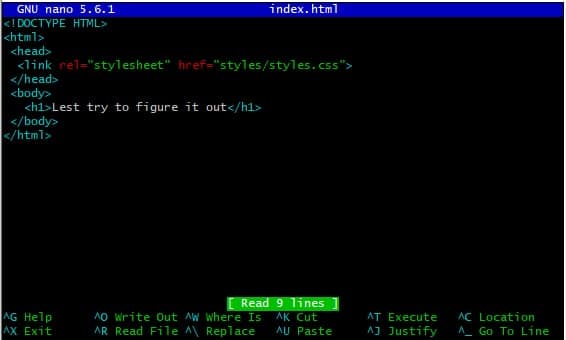 GNU nano 5.6.1 index.html
<!DOCTYPE HTML>
<html>
<head>
<link rel="stylesheet" href="styles/styles.css">
</head>
<body>
<h1>Lest try to figure it out</h1>
</body>
</html>
[ Read 9 lines ]
^G Help ^O Write Out ^W Where Is ^K Cut ^T Execute ^C Location
^X Exit ^R Read File ^\ Replace ^U Paste ^J Justify ^_ Go To Line